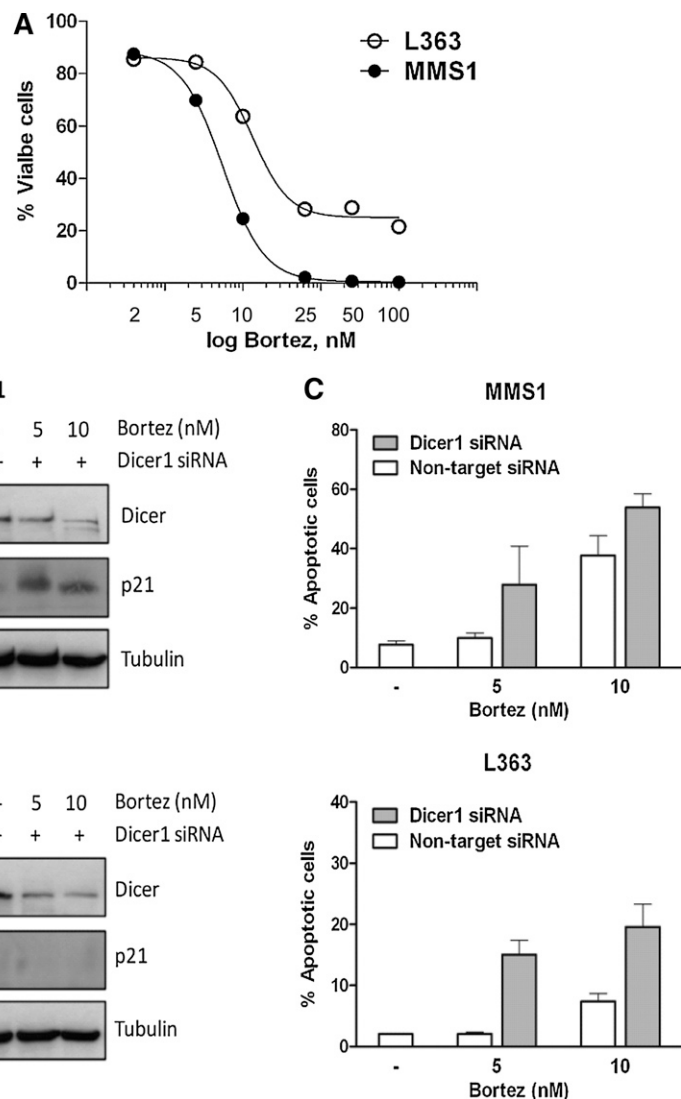 A
100
80
60
40
20
0
% Vialbe cells
L363
MMS1
2 5 10 25 50 100
log Bortez, nM
5 10 Bortez (nM)
- + + Dicer1 siRNA
Dicer
p21
Tubulin
5 10 Bortez (nM)
- + + Dicer1 siRNA
Dicer
p21
Tubulin
C
MMS1
80
60
40
20
0
% Apoptotic cells
Dicer1 siRNA
Non-target siRNA
- 5 10
Bortez (nM)
L363
40
30
20
10
0
% Apoptotic cells
Dicer1 siRNA
Non-target siRNA
- 5 10
Bortez (nM)